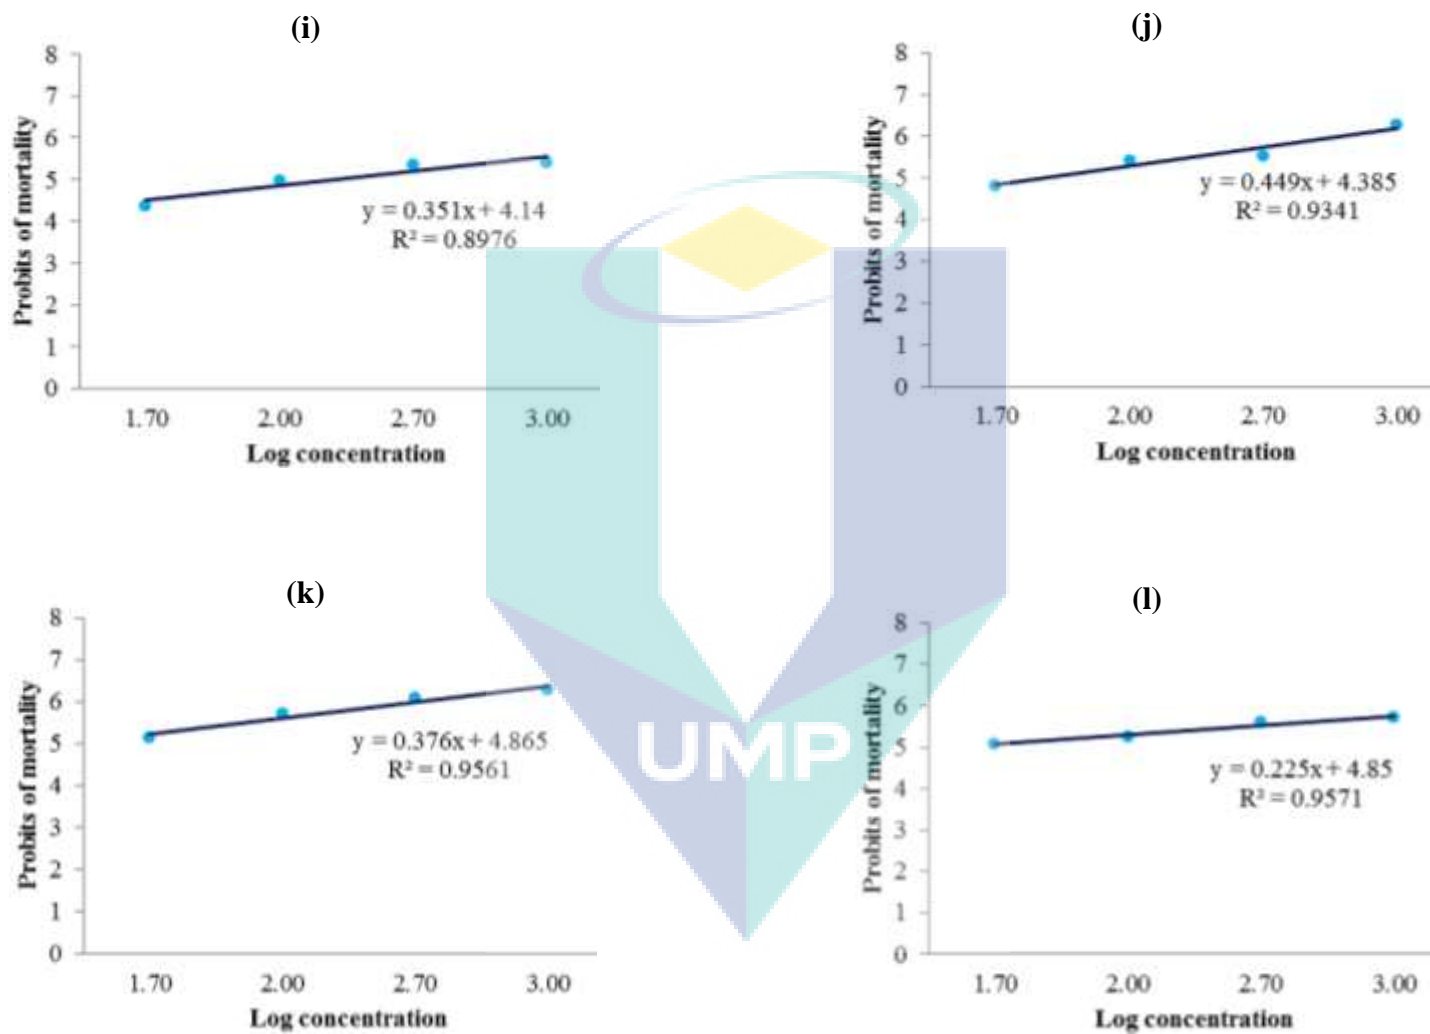 (i)
8
7
6
5
4
3
2
1
0
Probits of mortality
y = 0.351x + 4.14
R² = 0.8976
1.70 2.00 2.70 3.00
Log concentration
(j)
8
7
6
5
4
3
2
1
0
Probits of mortality
y = 0.449x + 4.385
R² = 0.9341
1.70 2.00 2.70 3.00
Log concentration
(k)
8
7
6
5
4
3
2
1
0
Probits of mortality
y = 0.376x + 4.865
R² = 0.9561
1.70 2.00 2.70 3.00
Log concentration
UMP
(l)
8
7
6
5
4
3
2
1
0
Probits of mortality
y = 0.225x + 4.85
R² = 0.9571
1.70 2.00 2.70 3.00
Log concentration